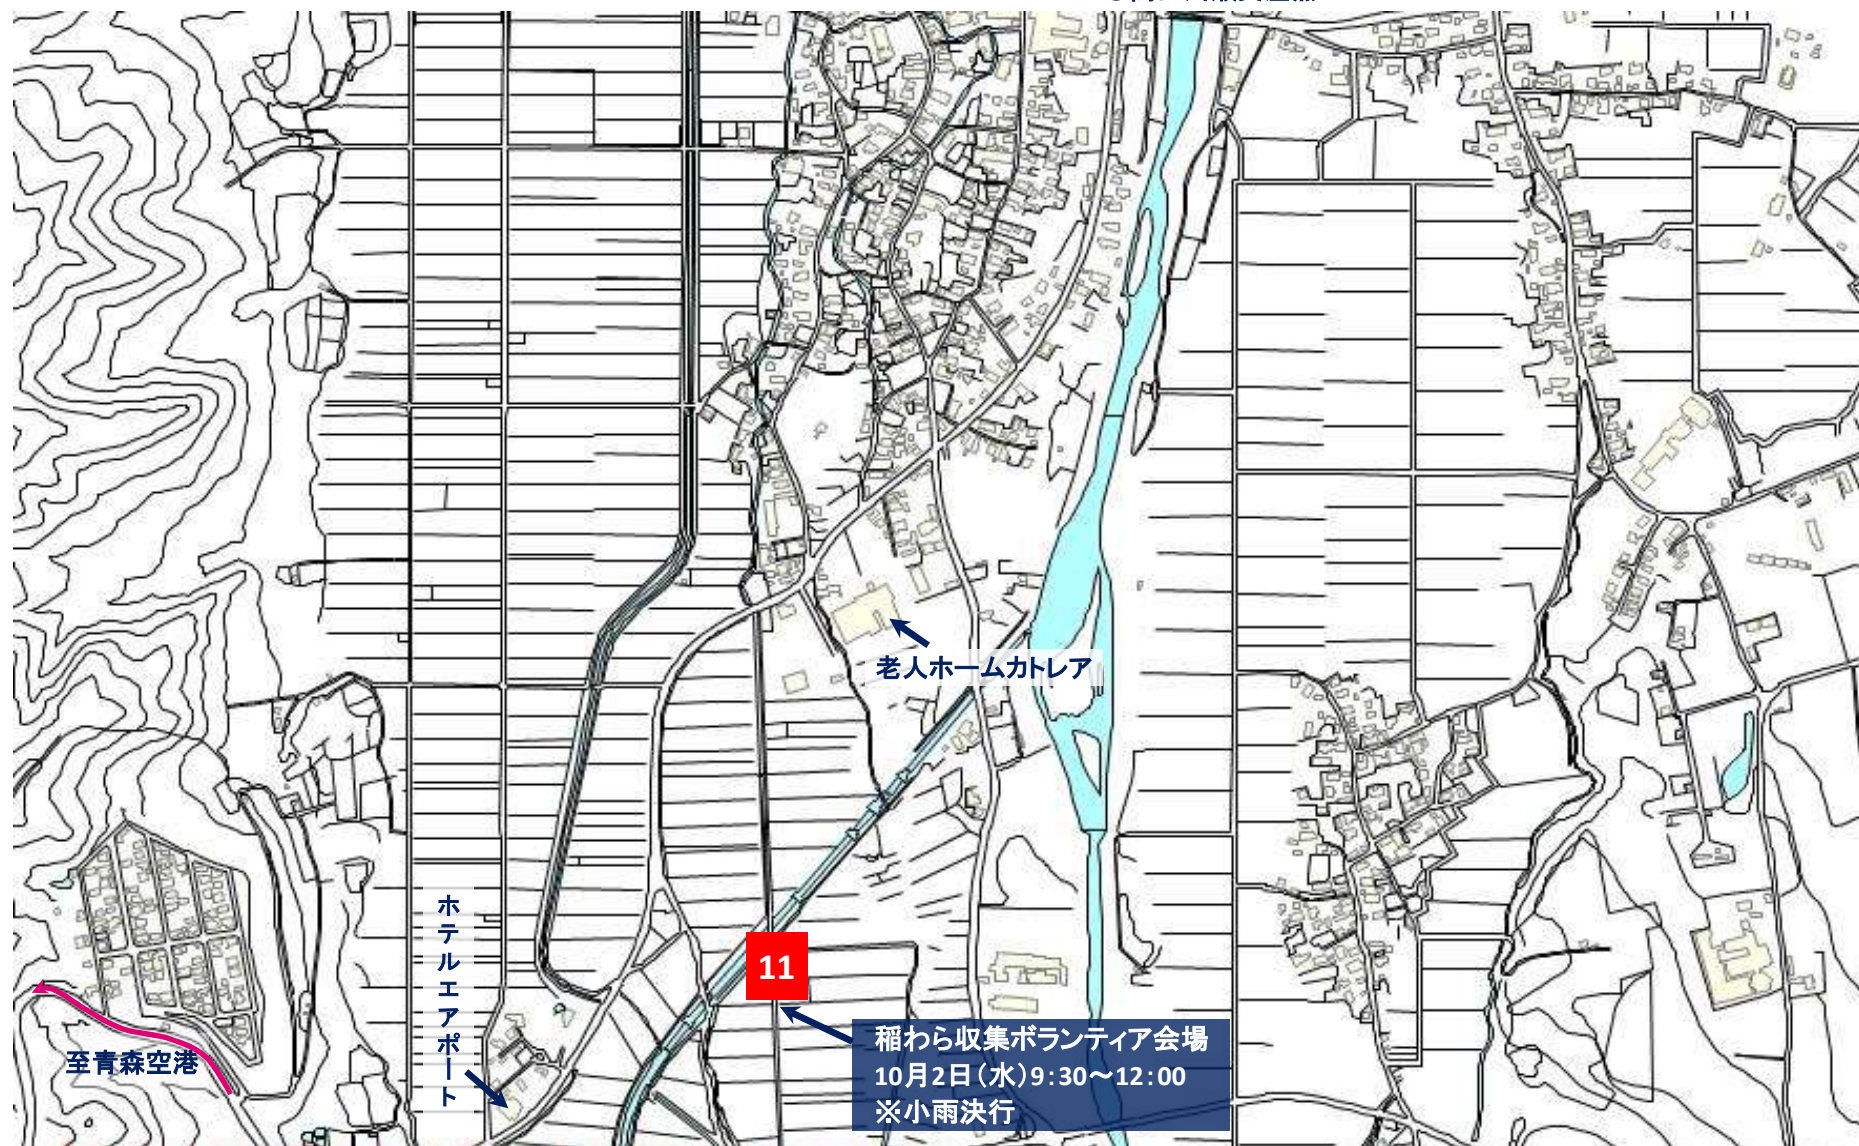 老人ホームカトレア
ホテルエアポート
11
稲わら収集ボランティア会場
10月2日(水)9:30～12:00
※小雨決行
至青森空港